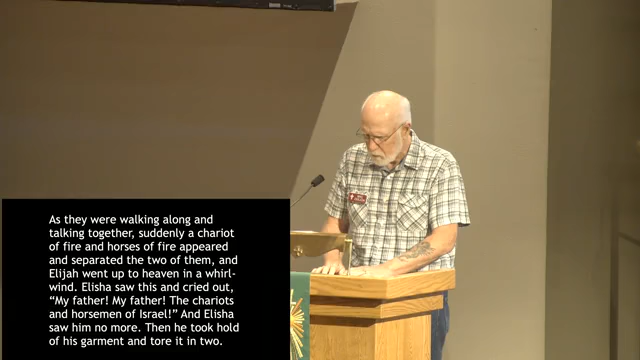 As they were walking along and
talking together, suddenly a chariot
of fire and horses of fire appeared
and separated the two of them, and
Elijah went up to heaven in a whirl-
wind. Elisha saw this and cried out,
“My father! My father! The chariots
and horsemen of Israel!” And Elisha
saw him no more. Then he took hold
of his garment and tore it in two.